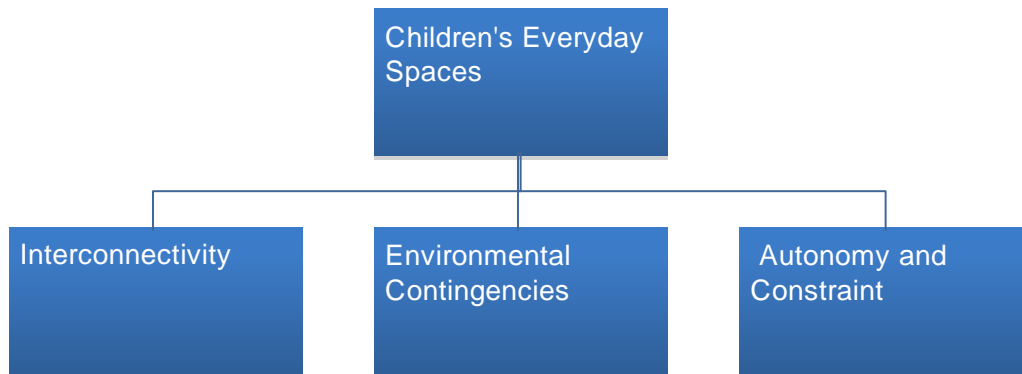 Children's Everyday
Spaces
Interconnectivity
Environmental
Contingencies
Autonomy and
Constraint